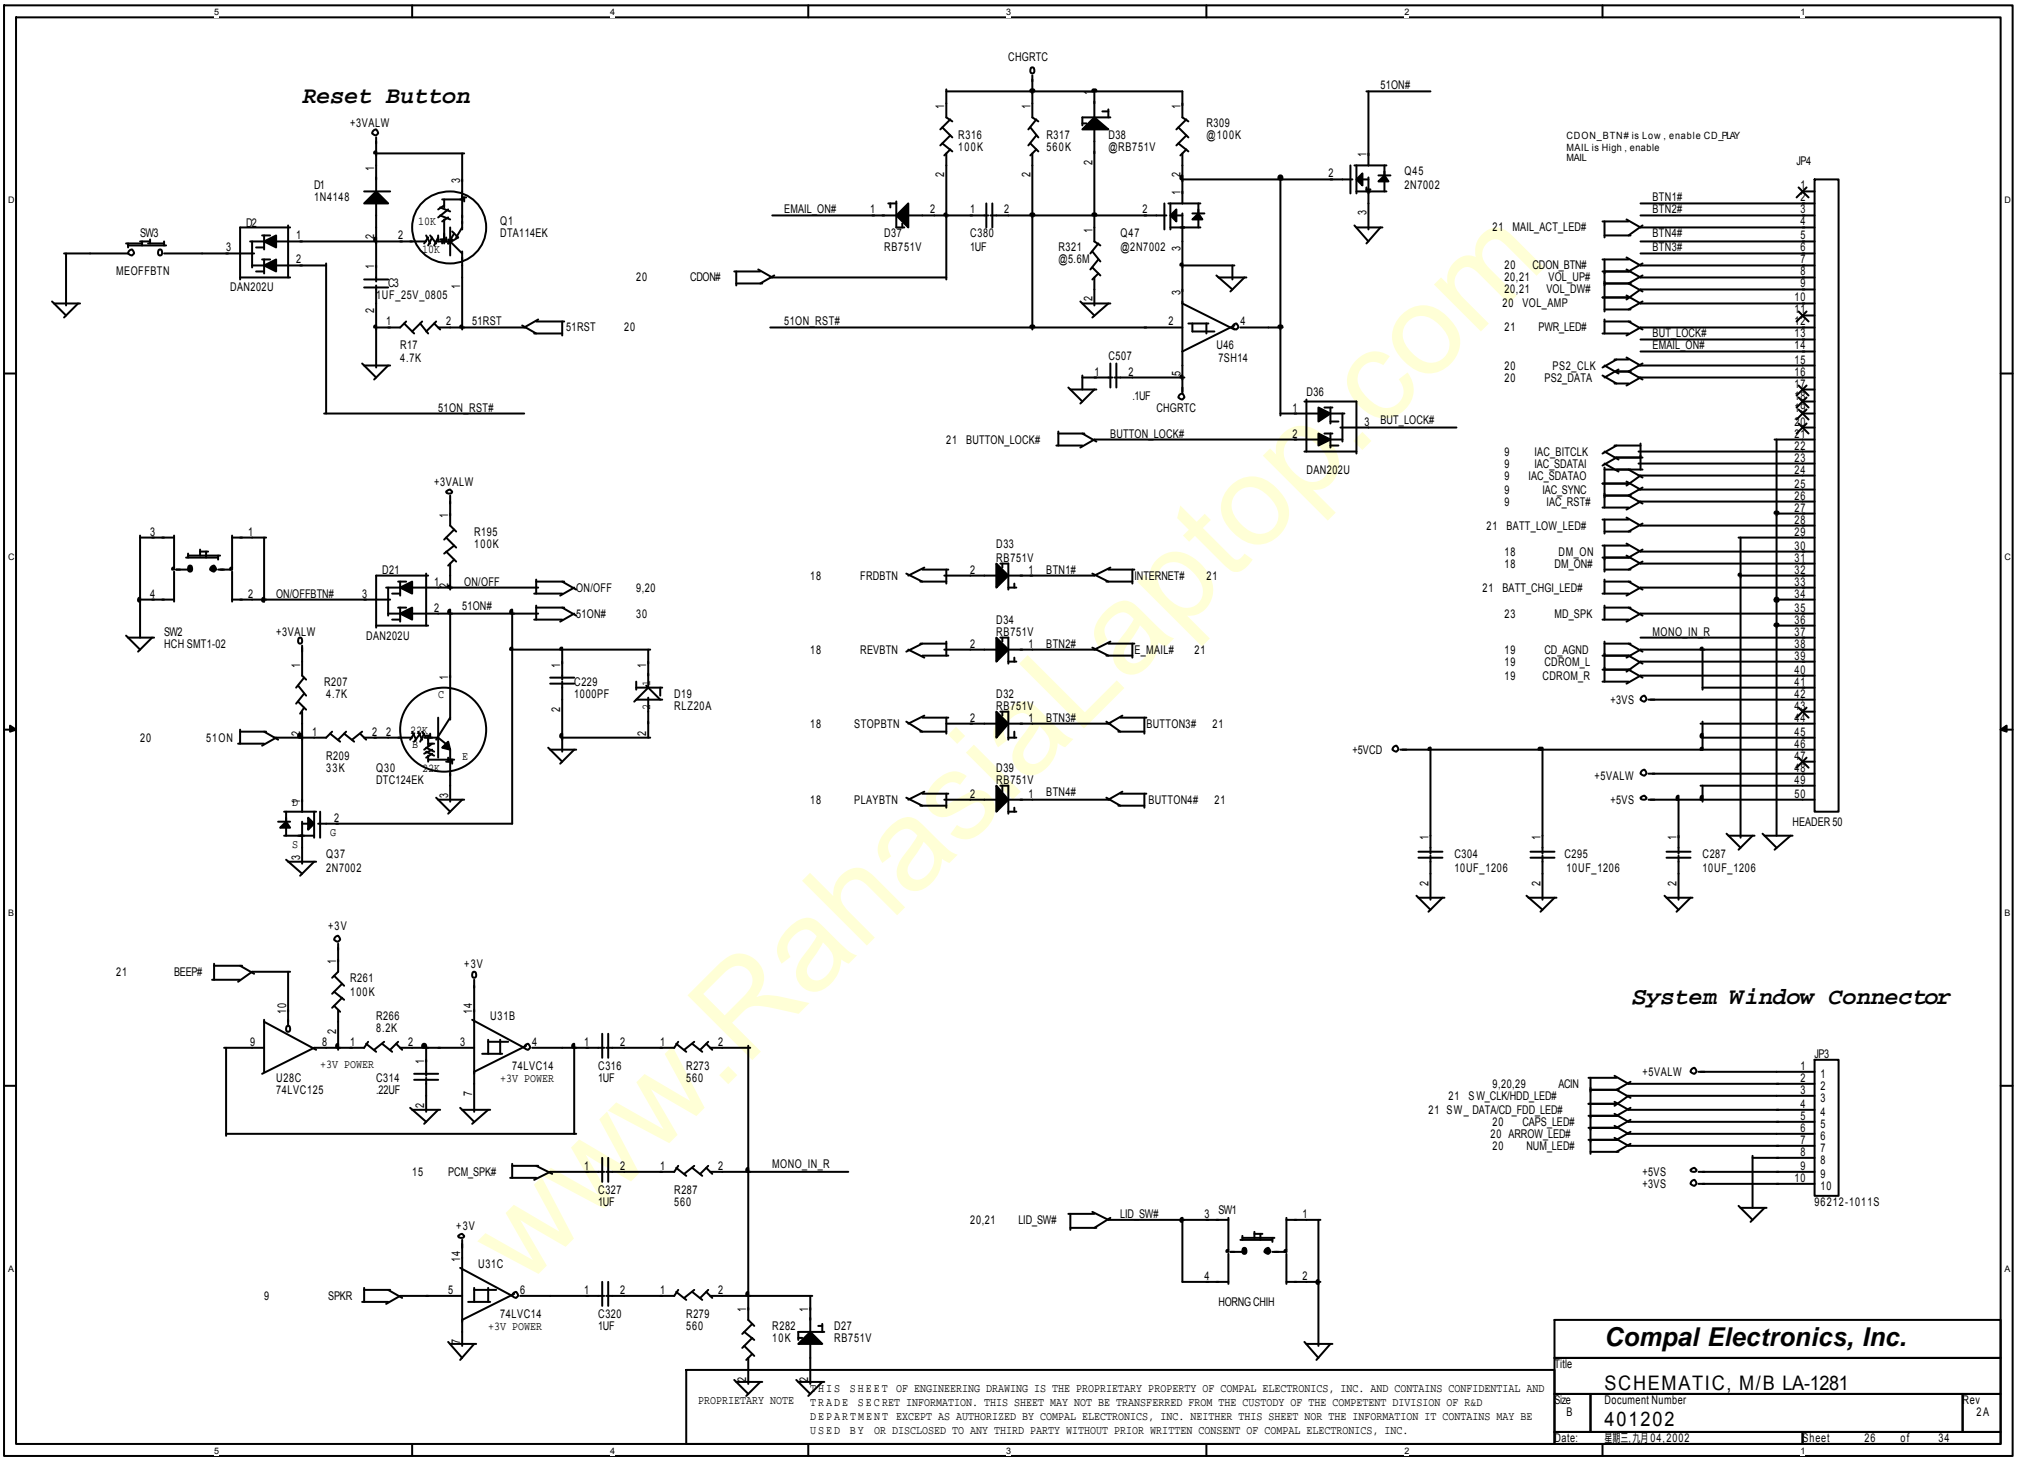 Reset Button
+3VALW
D1
1N4148
10K
10K
Q1
DTA114EK
SW3
MEOFFBTN
D2
DAN202U
C3
1UF_25V_0805
51RST
51RST
20
R17
4.7K
51ON_RST#
CHGRTC
R316
100K
R317
560K
D38
@RB751V
R309
@100K
51ON#
Q45
2N7002
EMAIL_ON#
D37
RB751V
C380
1UF
R321
@5.6M
Q47
@2N7002
20 CDON#
51ON_RST#
U46
7SH14
C507
.1UF
CHGRTC
D36
DAN202U
BUT_LOCK#
21 BUTTON_LOCK#
BUTTON_LOCK#
CDON_BTN# is Low , enable CD_PLAY
MAIL is High , enable
MAIL
JP4
BTN1#
BTN2#
21 MAIL_ACT_LED#
BTN4#
BTN3#
20 CDON_BTN#
20,21 VOL_UP#
20,21 VOL_DW#
20 VOL_AMP
21 PWR_LED#
BUT_LOCK#
EMAIL_ON#
20 PS2_CLK
20 PS2_DATA
9 IAC_BITCLK
9 IAC_SDATAI
9 IAC_SDATAO
9 IAC_SYNC
9 IAC_RST#
21 BATT_LOW_LED#
18 DM_ON
18 DM_ON#
21 BATT_CHGI_LED#
23 MD_SPK
MONO_IN_R
19 CD_AGND
19 CDROM_L
19 CDROM_R
+3VS
+5VCD
+5VALW
+5VS
HEADER 50
C304
10UF_1206
C295
10UF_1206
C287
10UF_1206
+3VALW
R195
100K
D21
ON/OFF
ON/OFF
9,20
ON/OFFBTN#
51ON#
51ON#
30
SW2
HCH SMT1-02
DAN202U
+3VALW
R207
4.7K
C229
1000PF
D19
RLZ20A
20 51ON
R209
33K
Q30
DTC124EK
22K
22K
C
B
E
D
G
S
Q37
2N7002
18 FRDBTN
D33
RB751V
BTN1#
INTERNET#
21
18 REVBTN
D34
RB751V
BTN2#
E_MAIL#
21
18 STOPBTN
D32
RB751V
BTN3#
BUTTON3#
21
18 PLAYBTN
D39
RB751V
BTN4#
BUTTON4#
21
+3V
21 BEEP#
R261
100K
R266
8.2K
+3V
U31B
U28C
74LVC125
+3V POWER
C314
.22UF
74LVC14
+3V POWER
C316
1UF
R273
560
15 PCM_SPK#
C327
1UF
R287
560
MONO_IN_R
+3V
U31C
9 SPKR
74LVC14
+3V POWER
C320
1UF
R279
560
R282
10K
D27
RB751V
20,21 LID_SW#
LID_SW#
SW1
HORNG CHIH
System Window Connector
JP3
+5VALW
9,20,29 ACIN
21 SW_CLK/HDD_LED#
21 SW_ DATA/CD_FDD_LED#
20 CAPS_LED#
20 ARROW_LED#
20 NUM_LED#
+5VS
+3VS
96212-1011S
www.RahasiaLaptop.com
PROPRIETARY NOTE
THIS SHEET OF ENGINEERING DRAWING IS THE PROPRIETARY PROPERTY OF COMPAL ELECTRONICS, INC. AND CONTAINS CONFIDENTIAL AND
TRADE SECRET INFORMATION. THIS SHEET MAY NOT BE TRANSFERRED FROM THE CUSTODY OF THE COMPETENT DIVISION OF R&D
DEPARTMENT EXCEPT AS AUTHORIZED BY COMPAL ELECTRONICS, INC. NEITHER THIS SHEET NOR THE INFORMATION IT CONTAINS MAY BE
USED BY OR DISCLOSED TO ANY THIRD PARTY WITHOUT PRIOR WRITTEN CONSENT OF COMPAL ELECTRONICS, INC.
Compal Electronics, Inc.
Title
SCHEMATIC, M/B LA-1281
Size
B
Document Number
401202
Rev
2A
Date:
星期三, 九月 04, 2002
Sheet 26 of 34